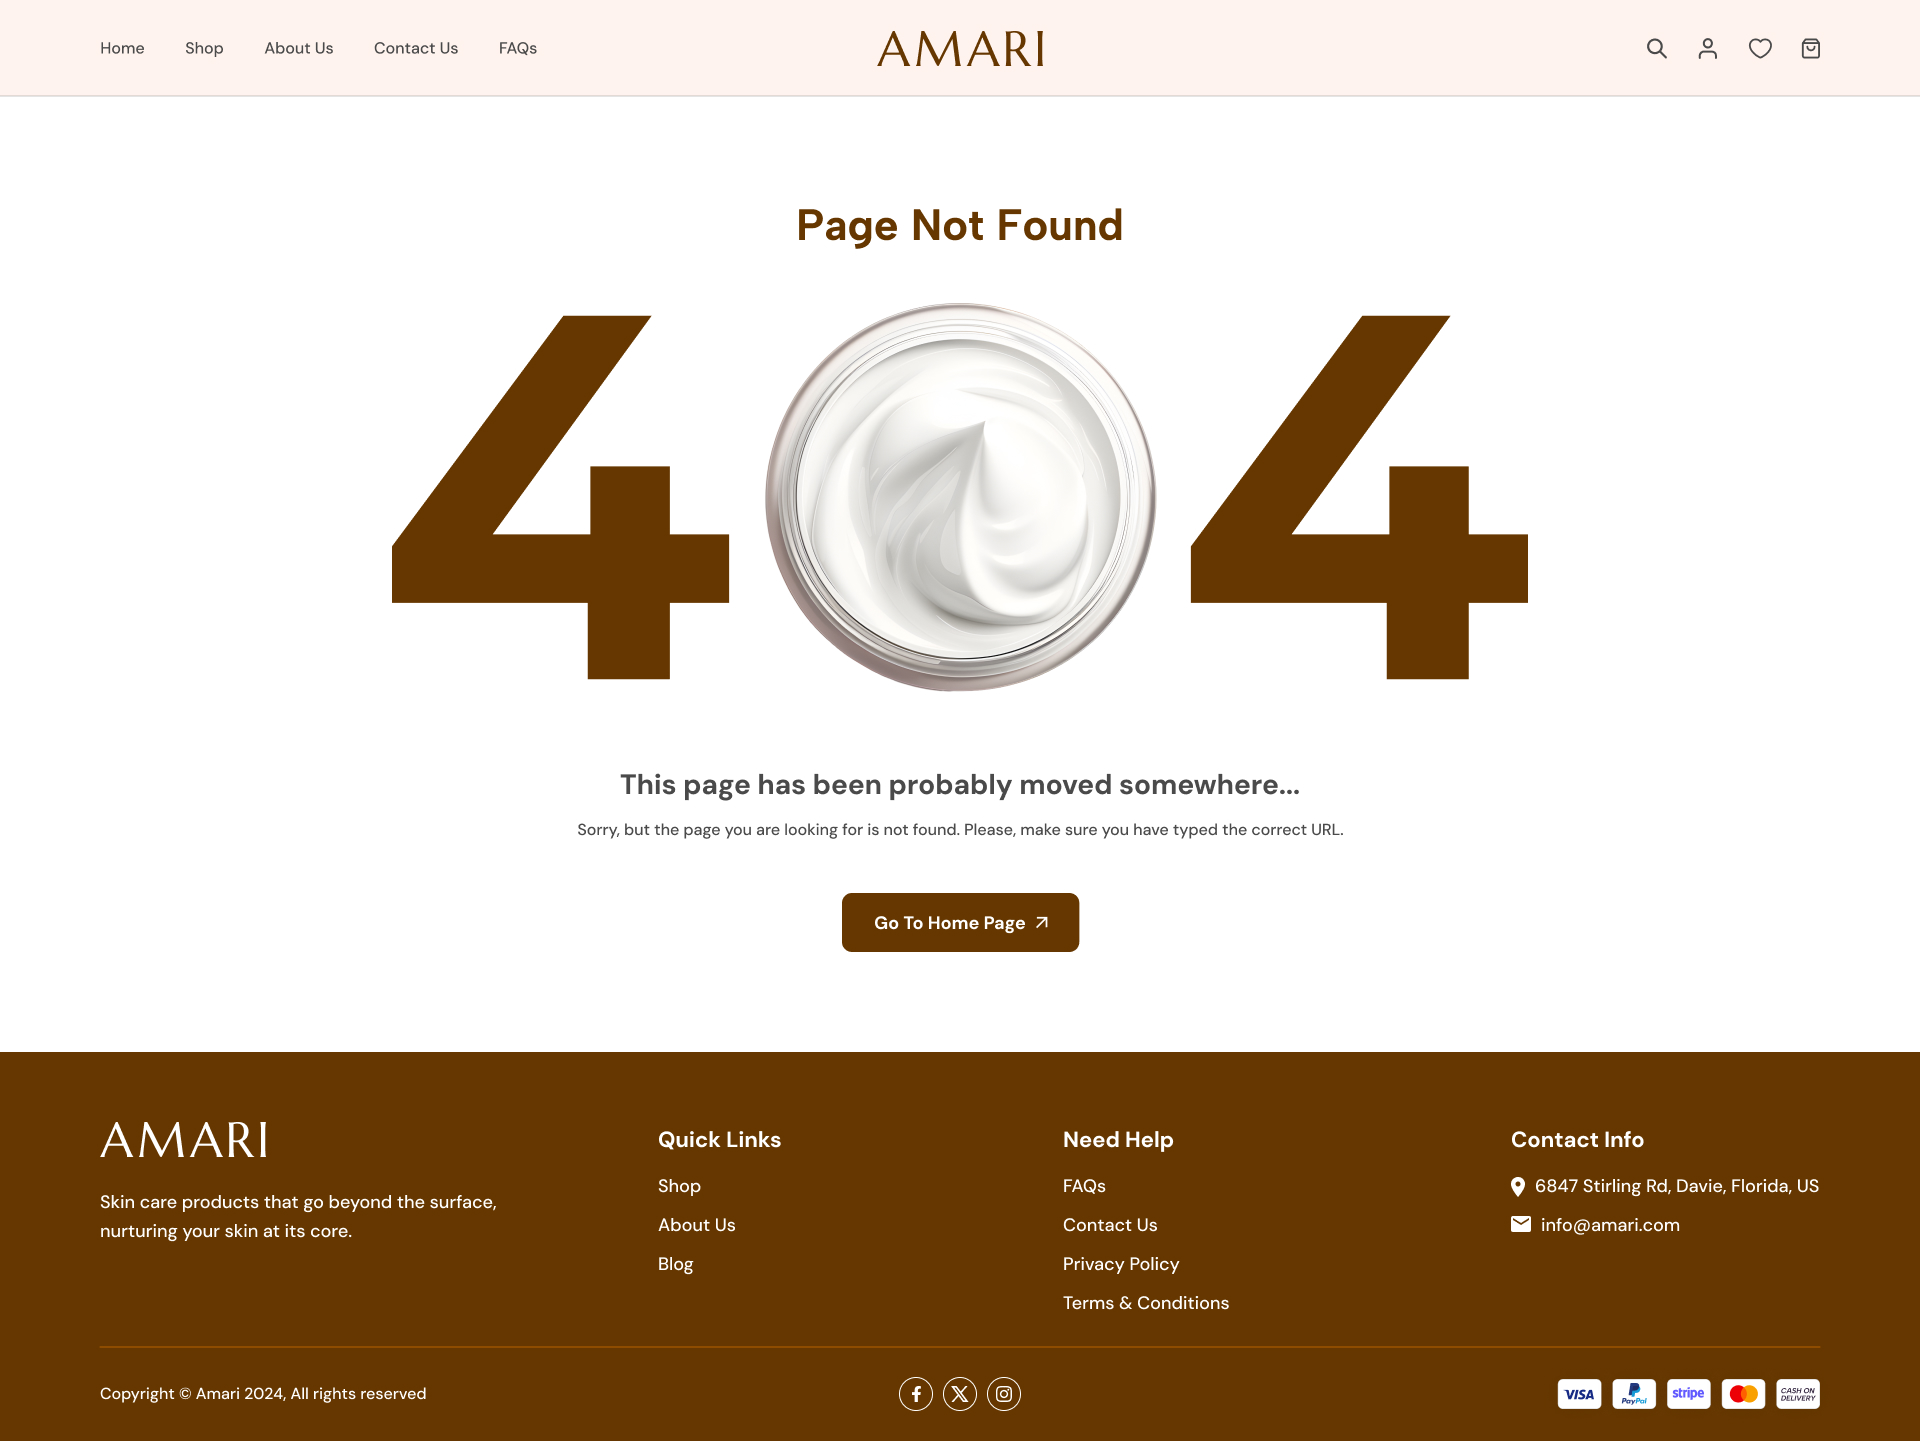 Home Shop About Us Contact Us FAQs
AMARI
Page Not Found
4 4
This page has been probably moved somewhere...
Sorry, but the page you are looking for is not found. Please, make sure you have typed the correct URL.
Go To Home Page
AMARI
Skin care products that go beyond the surface,
nurturing your skin at its core.
Quick Links
Shop
About Us
Blog
Need Help
FAQs
Contact Us
Privacy Policy
Terms & Conditions
Contact Info
6847 Stirling Rd, Davie, Florida, US
info@amari.com
Copyright © Amari 2024, All rights reserved
VISA
PayPal
stripe
CASH ON
DELIVERY